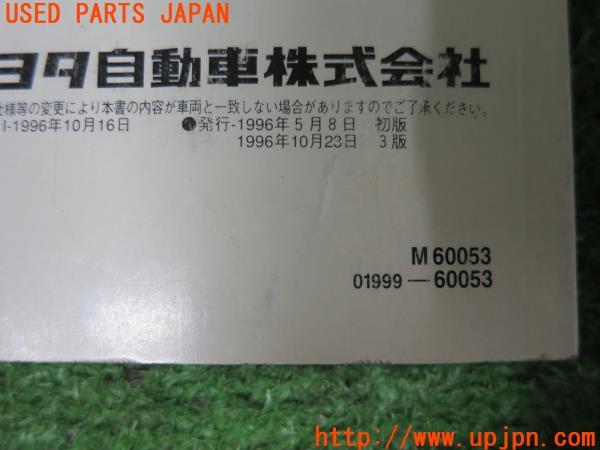 USED PARTS JAPAN
ヨタ自動車株式会社
仕様等の変更により本書の内容が車両と一致しない場合がありますのでご了承ください。
-1996年10月16日 ●発行-1996年5月8日 初版
1996年10月23日 3版
M 60053
01999—60053
http://www.upjpn.com/